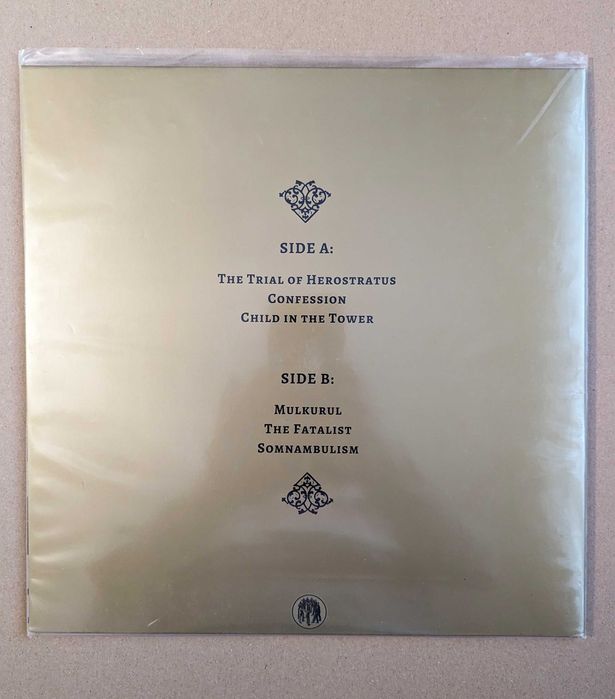 SIDE A:
The Trial of Herostratus
Confession
Child in the Tower
SIDE B:
Mulkurul
The Fatalist
Somnambulism